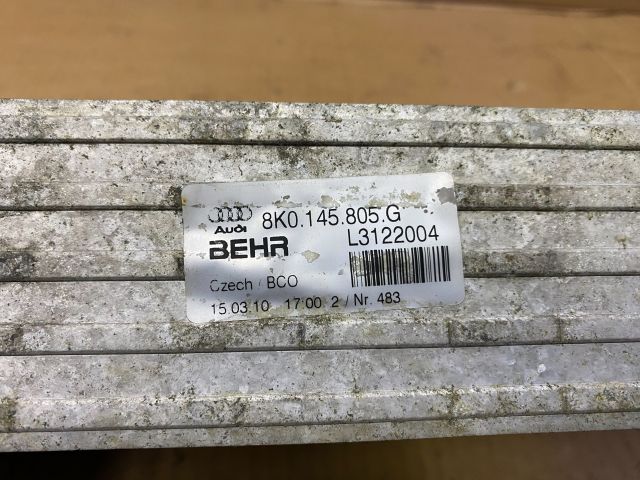 8K0.145.805.G
Audi
L3122004
BEHR
Czech / BCO
15.03.10 17:00 2 / Nr. 483